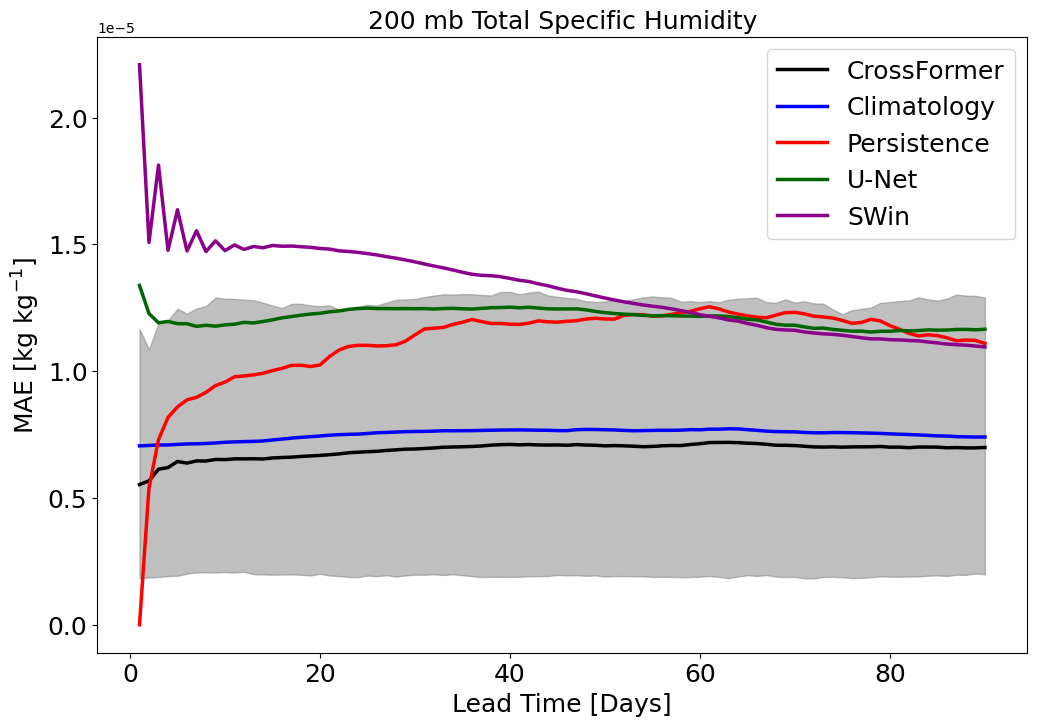 200 mb Total Specific Humidity
1e−5
MAE [kg kg⁻¹]
2.0
1.5
1.0
0.5
0.0
0 20 40 60 80
Lead Time [Days]
CrossFormer
Climatology
Persistence
U-Net
SWin